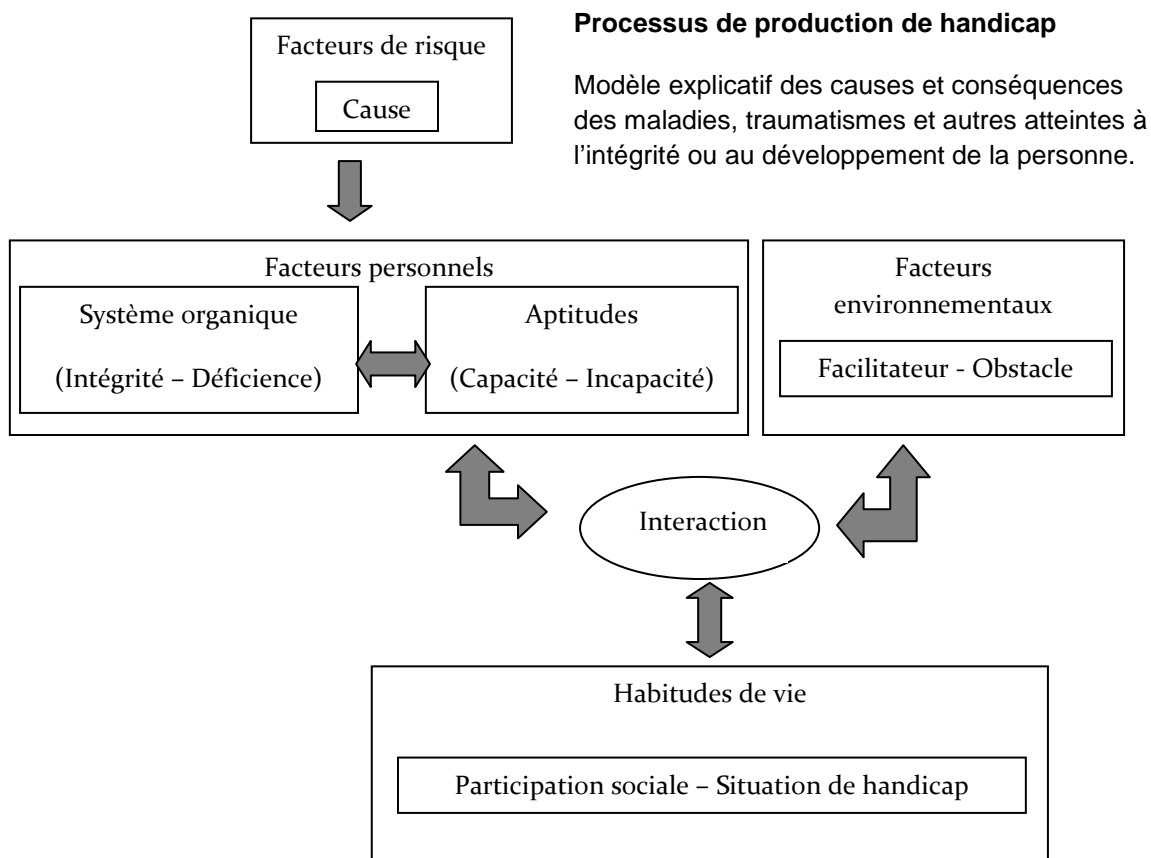 Processus de production de handicap
Modèle explicatif des causes et conséquences
des maladies, traumatismes et autres atteintes à
l'intégrité ou au développement de la personne.
Facteurs de risque
Cause
Facteurs personnels
Système organique
(Intégrité – Déficience)
Aptitudes
(Capacité – Incapacité)
Facteurs
environnementaux
Facilitateur - Obstacle
Interaction
Habitudes de vie
Participation sociale – Situation de handicap